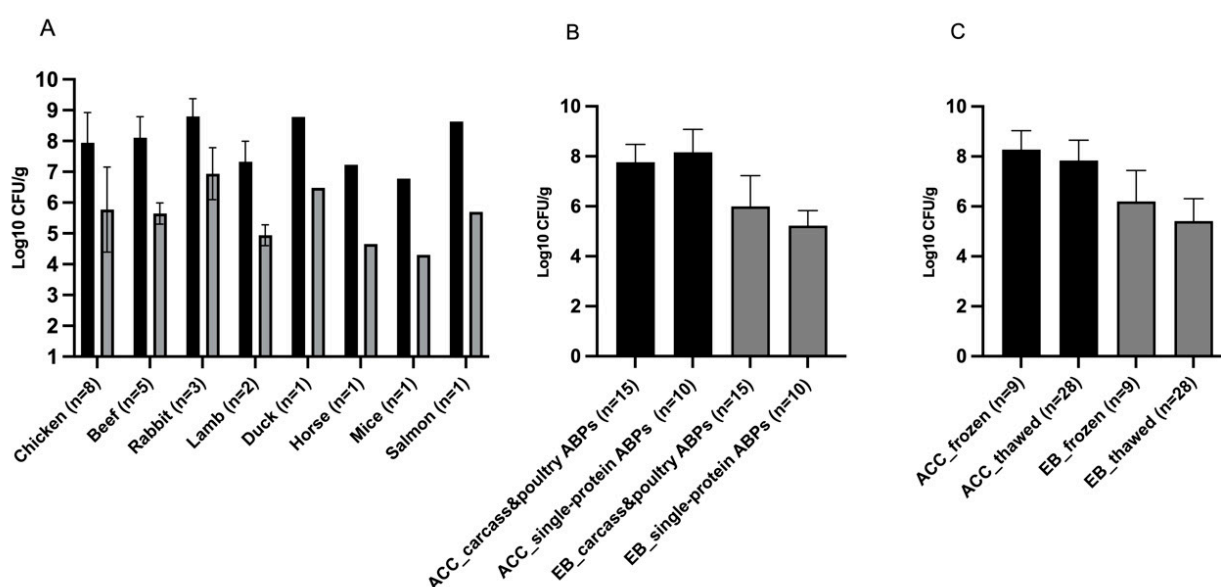 A
Log10 CFU/g
10
9
8
7
6
5
4
3
2
1
Chicken (n=8)
Beef (n=5)
Rabbit (n=3)
Lamb (n=2)
Duck (n=1)
Horse (n=1)
Mice (n=1)
Salmon (n=1)
B
Log10 CFU/g
10
8
6
4
2
0
ACC_carcass&poultry ABPs (n=15)
ACC_single-protein ABPs (n=10)
EB_carcass&poultry ABPs (n=15)
EB_single-protein ABPs (n=10)
C
Log10 CFU/g
10
8
6
4
2
0
ACC_frozen (n=9)
ACC_thawed (n=28)
EB_frozen (n=9)
EB_thawed (n=28)